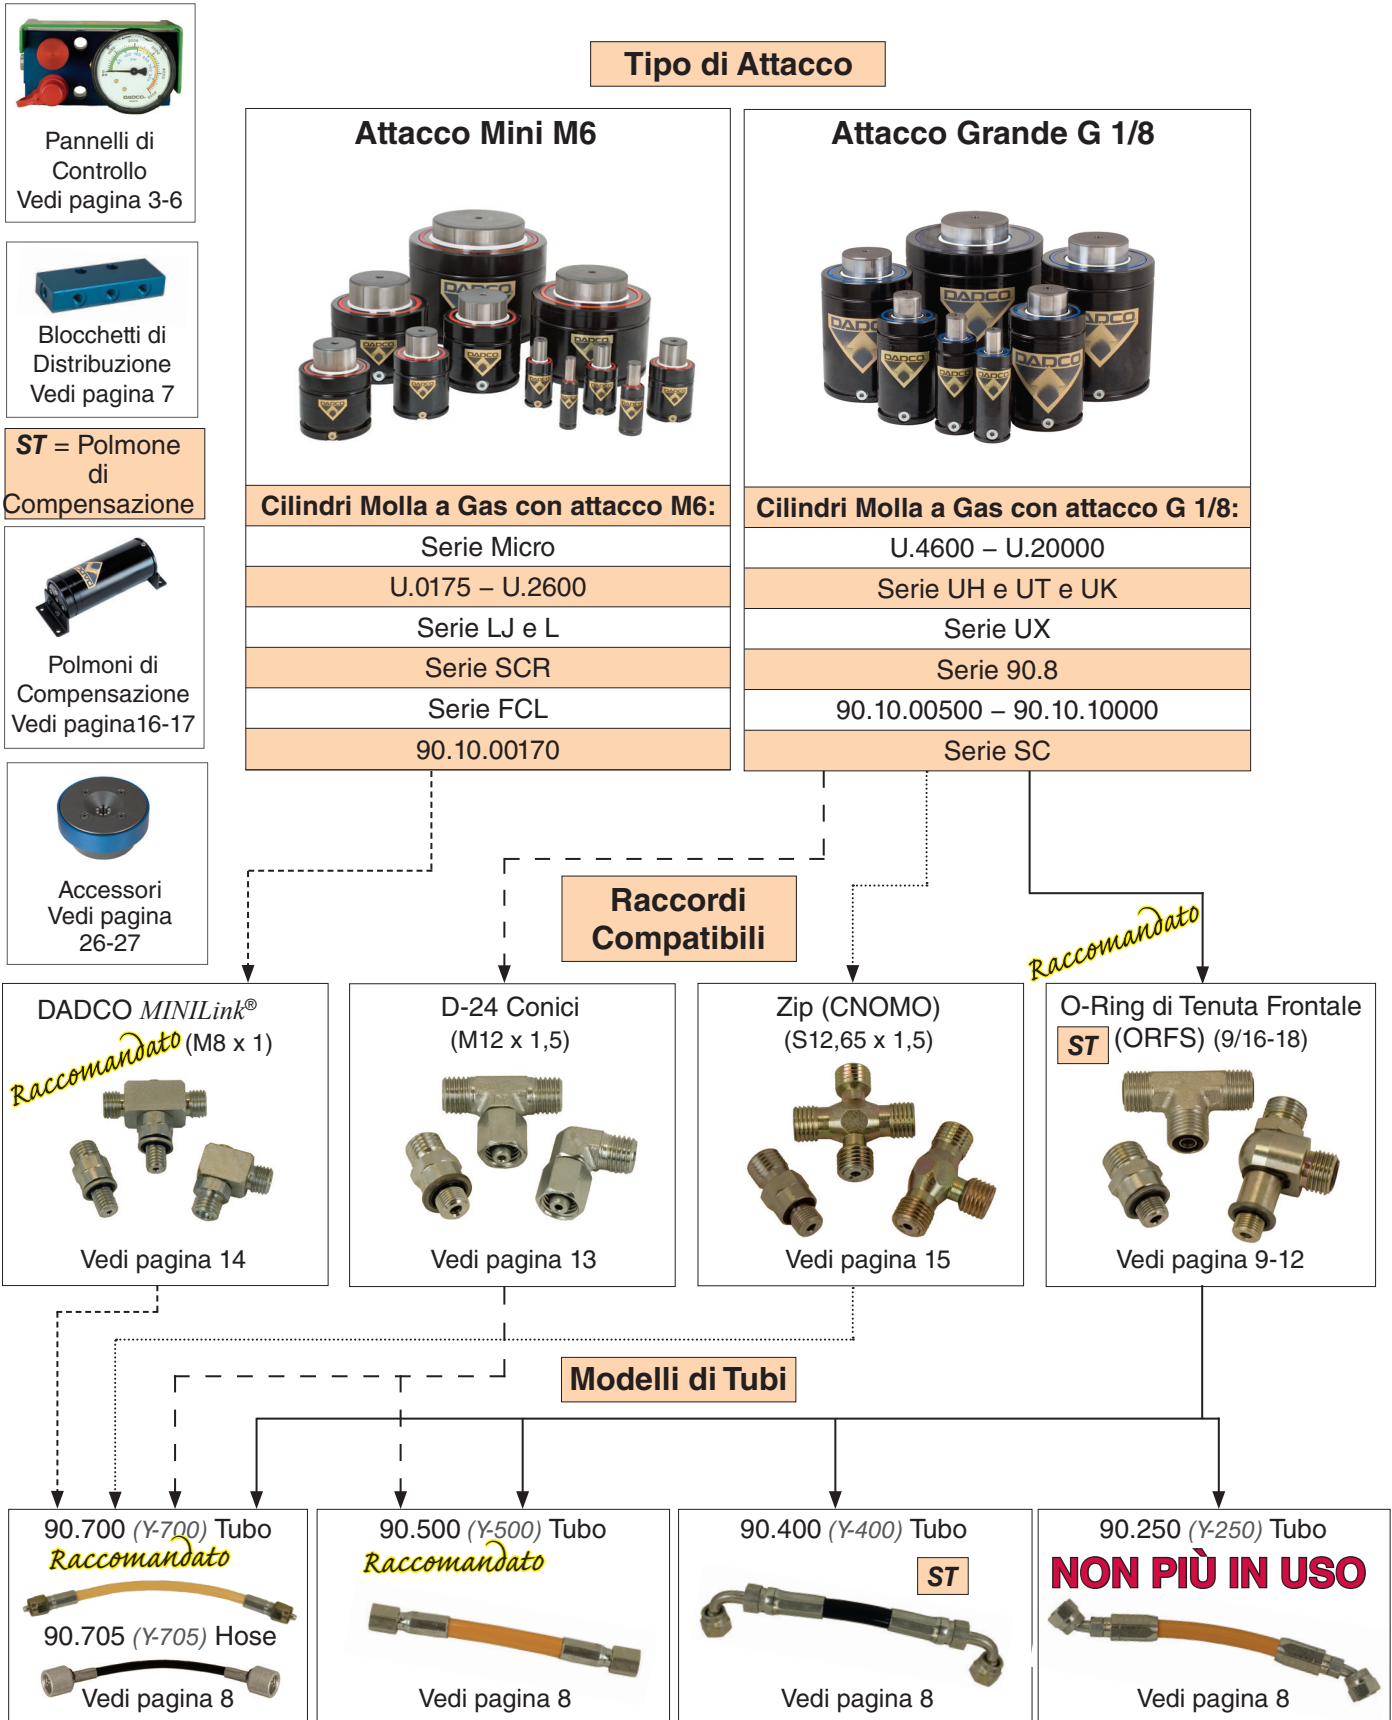 Pannelli di
Controllo
Vedi pagina 3-6
Blocchetti di
Distribuzione
Vedi pagina 7
ST = Polmone
di
Compensazione
Polmoni di
Compensazione
Vedi pagina16-17
Accessori
Vedi pagina
26-27
Tipo di Attacco
Attacco Mini M6
DADCO
Cilindri Molla a Gas con attacco M6:
Serie Micro
U.0175 – U.2600
Serie LJ e L
Serie SCR
Serie FCL
90.10.00170
Attacco Grande G 1/8
DADCO
Cilindri Molla a Gas con attacco G 1/8:
U.4600 – U.20000
Serie UH e UT e UK
Serie UX
Serie 90.8
90.10.00500 – 90.10.10000
Serie SC
Raccordi
Compatibili
DADCO MINILink®
Raccomandato (M8 x 1)
Vedi pagina 14
D-24 Conici
(M12 x 1,5)
Vedi pagina 13
Zip (CNOMO)
(S12,65 x 1,5)
Vedi pagina 15
Raccomandato
O-Ring di Tenuta Frontale
ST (ORFS) (9/16-18)
Vedi pagina 9-12
Modelli di Tubi
90.700 (Y-700) Tubo
Raccomandato
90.705 (Y-705) Hose
Vedi pagina 8
90.500 (Y-500) Tubo
Raccomandato
Vedi pagina 8
90.400 (Y-400) Tubo
ST
Vedi pagina 8
90.250 (Y-250) Tubo
NON PIÙ IN USO
Vedi pagina 8